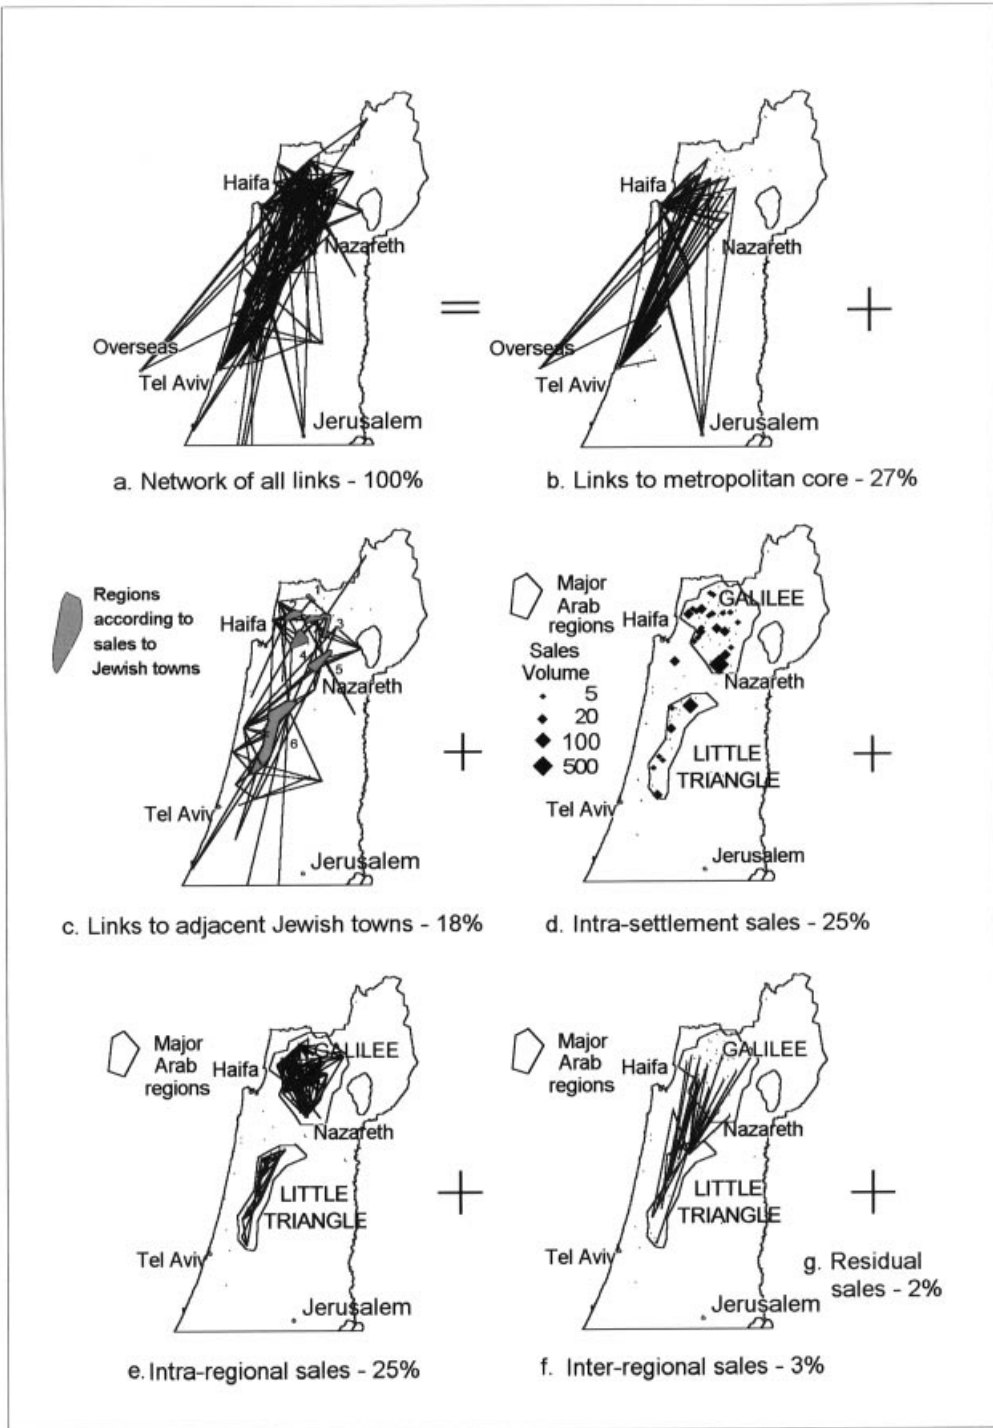 Haifa
Nazareth
Overseas
Tel Aviv
Jerusalem
a. Network of all links - 100%
=
Haifa
Nazareth
Overseas
Tel Aviv
Jerusalem
b. Links to metropolitan core - 27%
+
Regions
according to
sales to
Jewish towns
Haifa
1
3
5
Nazareth
6
Tel Aviv
Jerusalem
c. Links to adjacent Jewish towns - 18%
+
Major
Arab
regions
Sales
Volume
5
20
100
500
GALILEE
Haifa
Nazareth
LITTLE
TRIANGLE
Tel Aviv
Jerusalem
d. Intra-settlement sales - 25%
+
Major
Arab
regions
GALILEE
Haifa
Nazareth
LITTLE
TRIANGLE
Tel Aviv
Jerusalem
e. Intra-regional sales - 25%
+
Major
Arab
regions
GALILEE
Haifa
Nazareth
LITTLE
TRIANGLE
Tel Aviv
Jerusalem
f. Inter-regional sales - 3%
+
g. Residual
sales - 2%